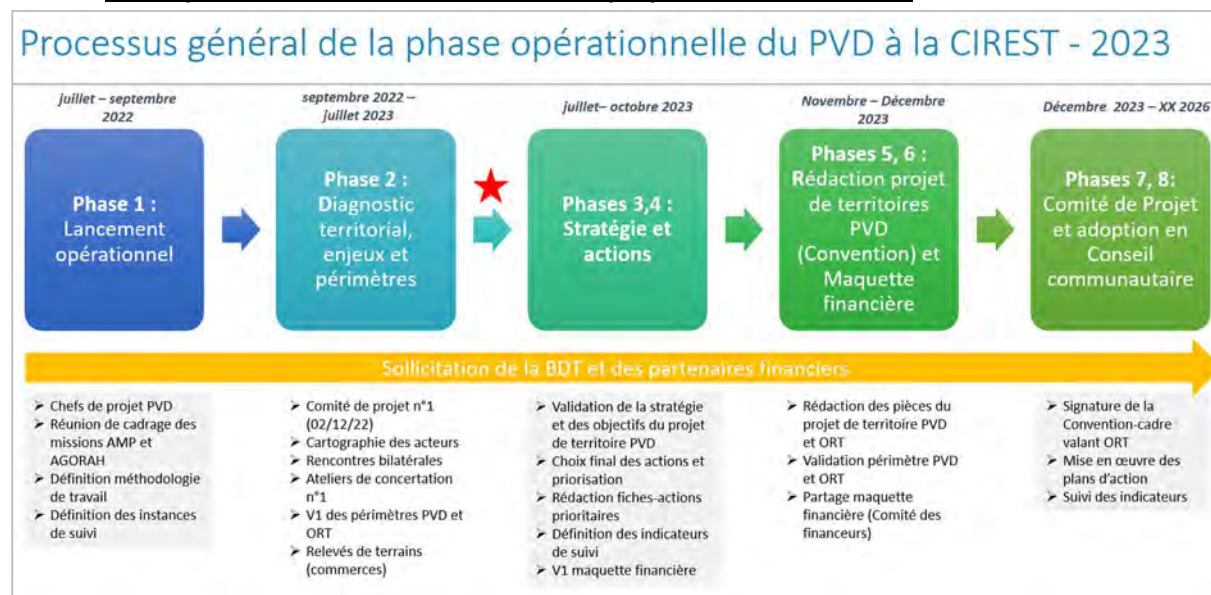 Processus général de la phase opérationnelle du PVD à la CIREST - 2023
juillet – septembre
2022
septembre 2022 –
juillet 2023
juillet– octobre 2023
Novembre – Décembre
2023
Décembre 2023 – XX 2026
Phase 1 :
Lancement
opérationnel
Phase 2 :
Diagnostic
territorial,
enjeux et
périmètres
Phases 3,4 :
Stratégie et
actions
Phases 5, 6 :
Rédaction projet
de territoires
PVD
(Convention) et
Maquette
financière
Phases 7, 8:
Comité de Projet
et adoption en
Conseil
communautaire
Sollicitation de la BDT et des partenaires financiers
➢ Chefs de projet PVD
➢ Réunion de cadrage des
missions AMP et
AGORAH
➢ Définition méthodologie
de travail
➢ Définition des instances
de suivi
➢ Comité de projet n°1
(02/12/22)
➢ Cartographie des acteurs
➢ Rencontres bilatérales
➢ Ateliers de concertation
n°1
➢ V1 des périmètres PVD et
ORT
➢ Relevés de terrains
(commerces)
➢ Validation de la stratégie
et des objectifs du projet
de territoire PVD
➢ Choix final des actions et
priorisation
➢ Rédaction fiches-actions
prioritaires
➢ Définition des indicateurs
de suivi
➢ V1 maquette financière
➢ Rédaction des pièces du
projet de territoire PVD
et ORT
➢ Validation périmètre PVD
et ORT
➢ Partage maquette
financière (Comité des
financeurs)
➢ Signature de la
Convention-cadre
valant ORT
➢ Mise en œuvre des
plans d'action
➢ Suivi des indicateurs